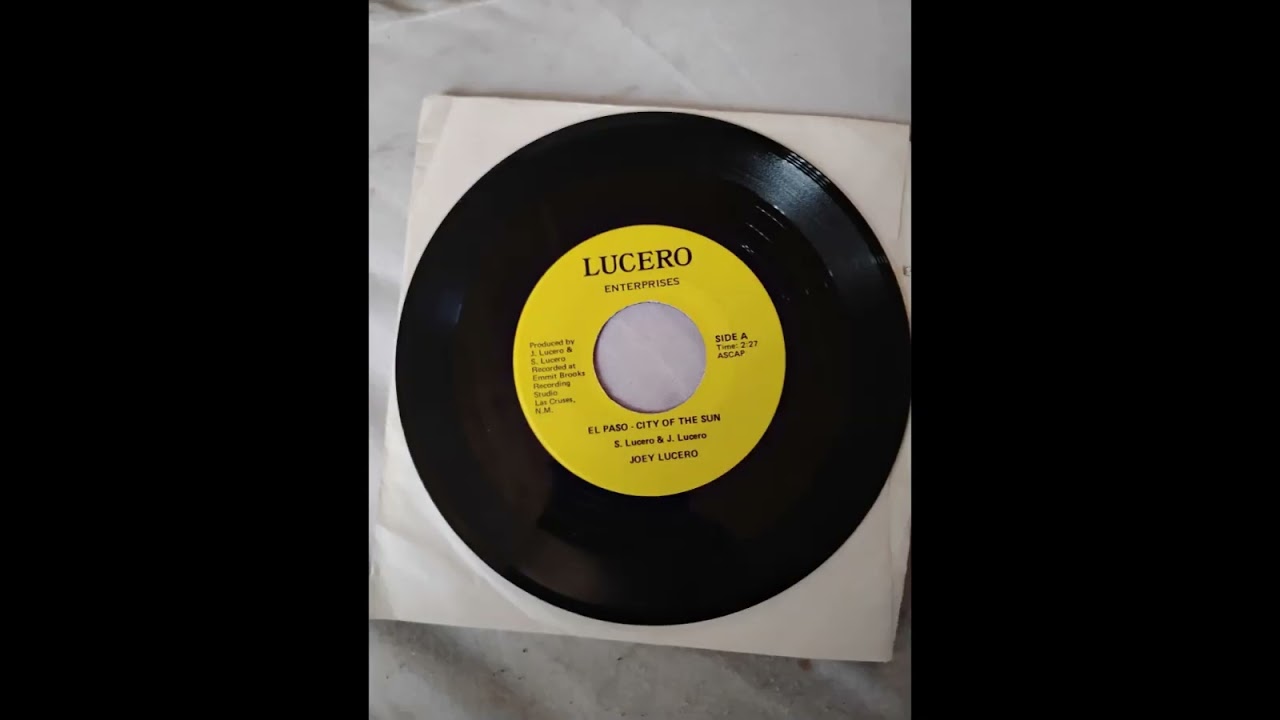 LUCERO
ENTERPRISES
Produced by
J. Lucero &
S. Lucero
Recorded at
Emmit Brooks
Recording
Studio
Las Cruses,
N.M.
SIDE A
Time: 2:27
ASCAP
EL PASO - CITY OF THE SUN
S. Lucero & J. Lucero
JOEY LUCERO